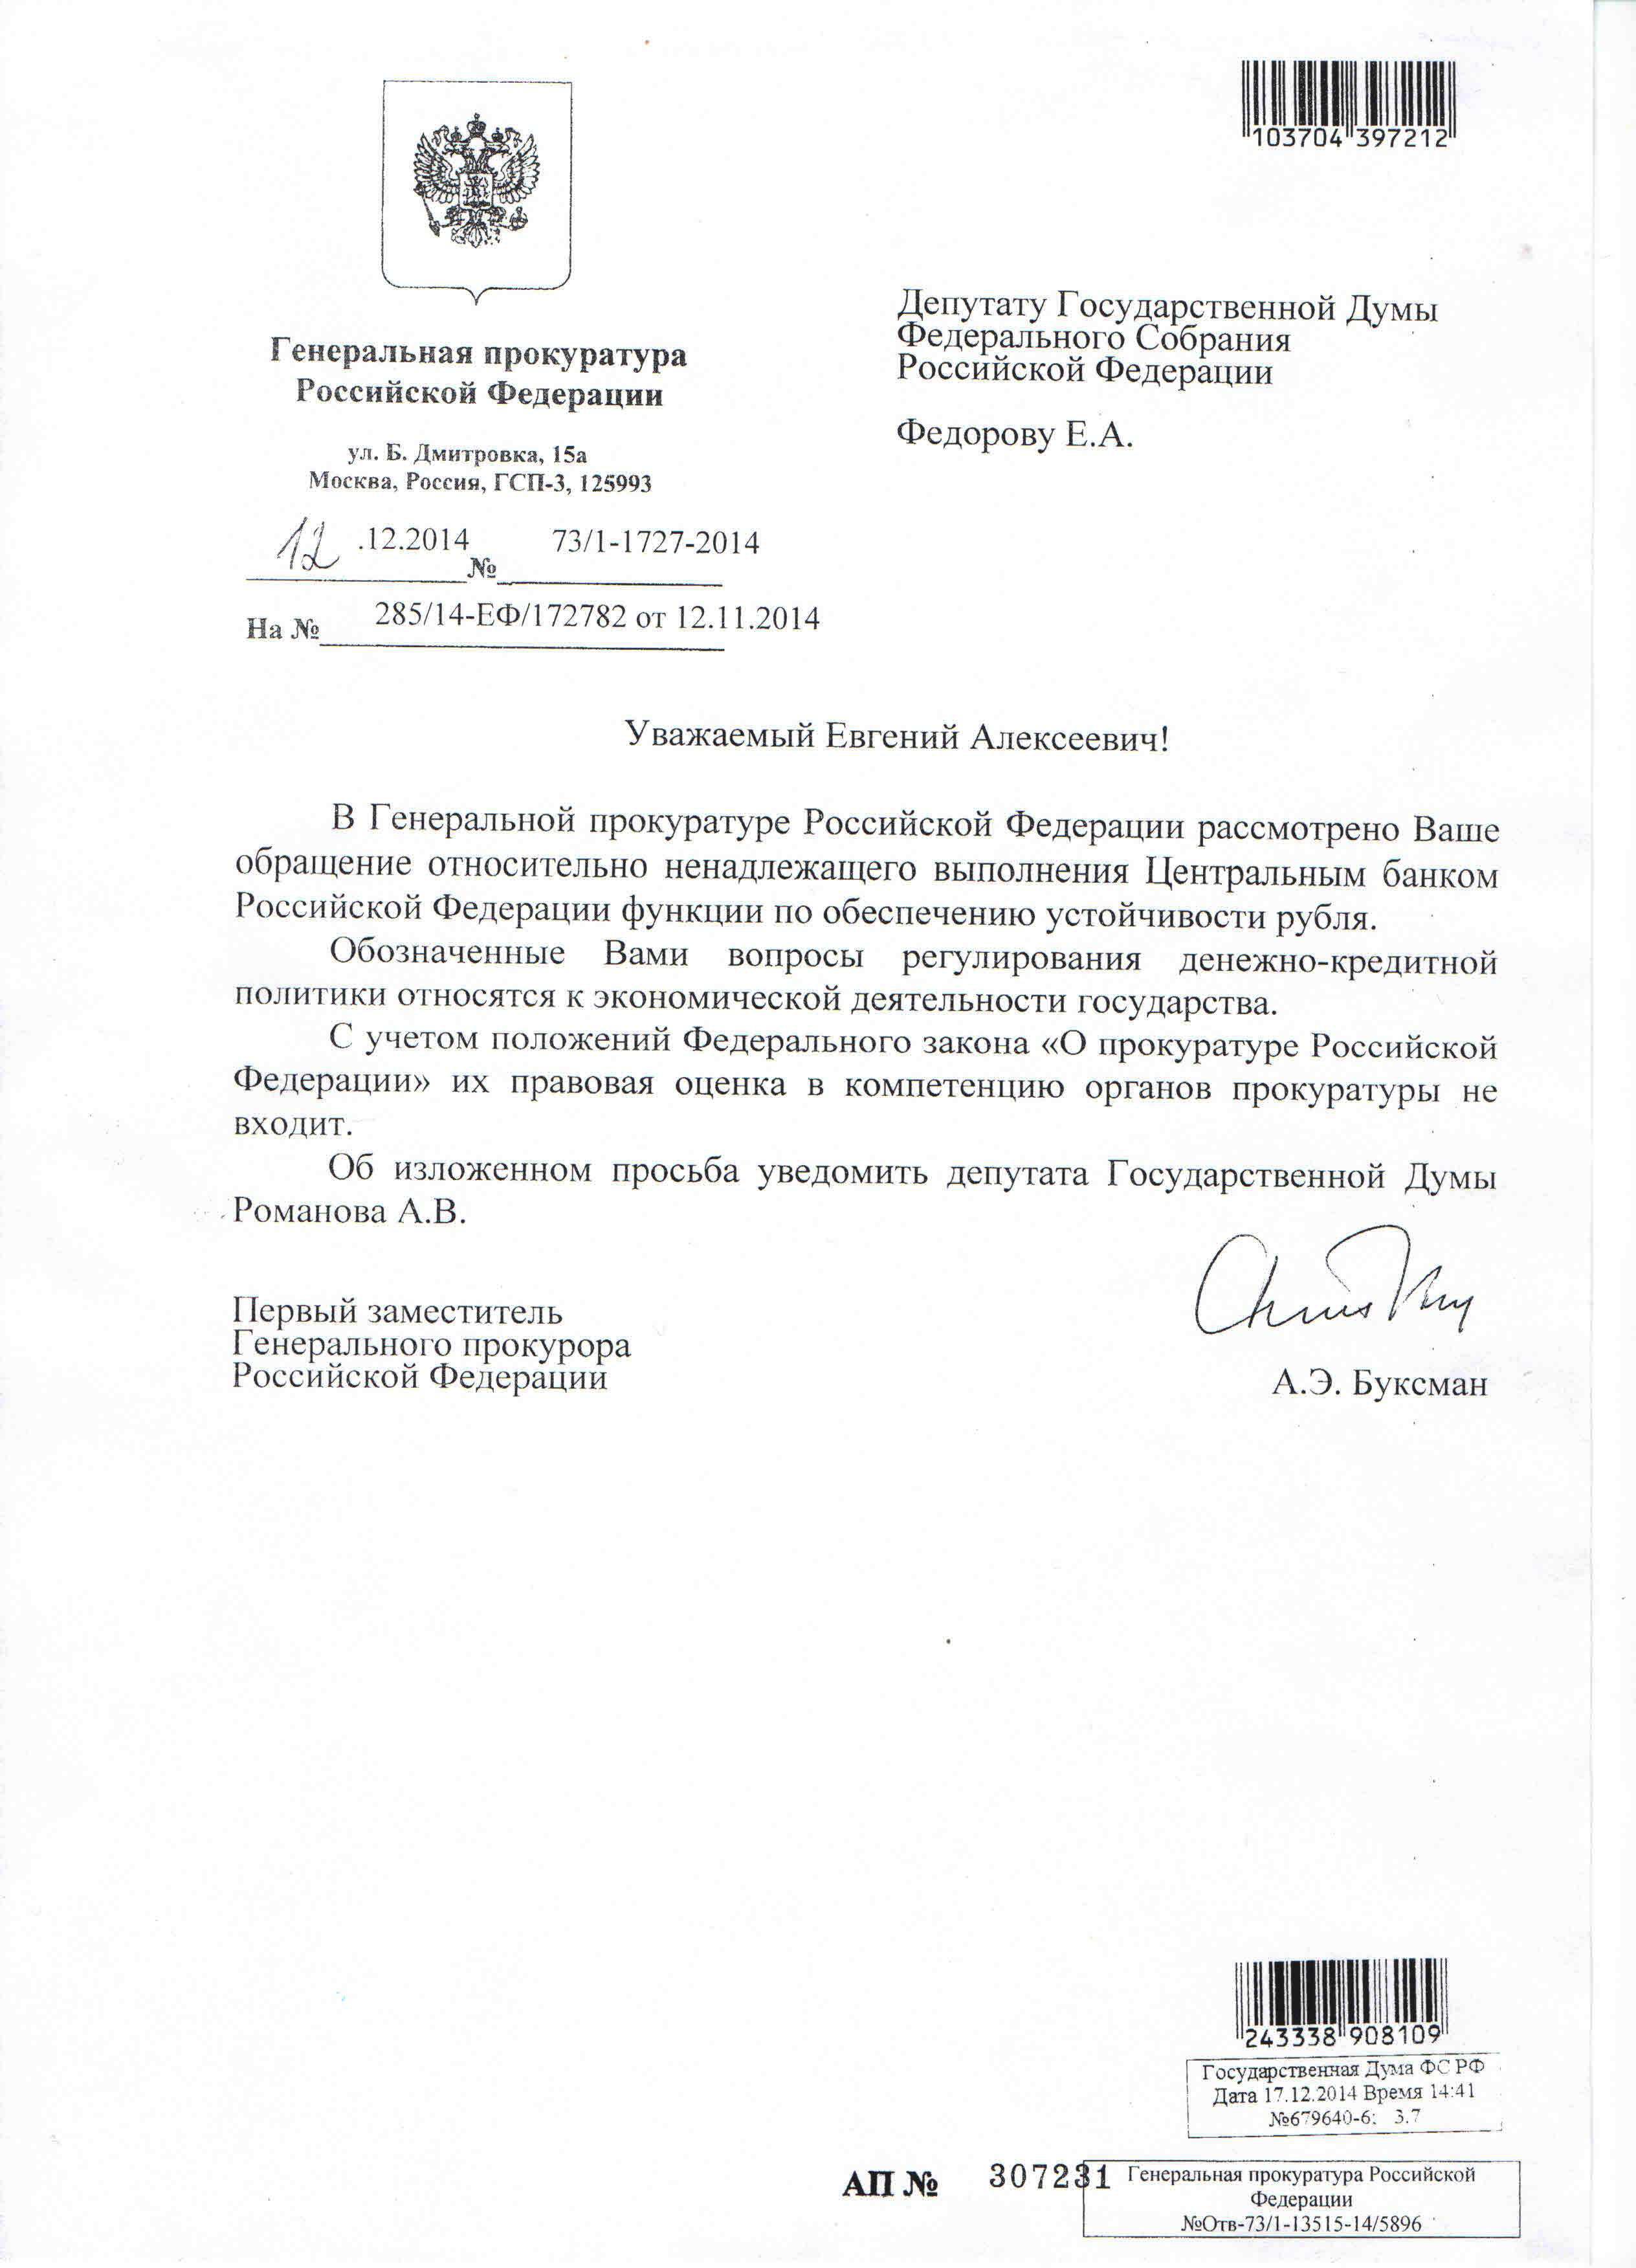 103704 397212
Генеральная прокуратура
Российской Федерации
ул. Б. Дмитровка, 15а
Москва, Россия, ГСП-3, 125993
12 .12.2014 № 73/1-1727-2014
На № 285/14-ЕФ/172782 от 12.11.2014
Депутату Государственной Думы
Федерального Собрания
Российской Федерации
Федорову Е.А.
Уважаемый Евгений Алексеевич!
В Генеральной прокуратуре Российской Федерации рассмотрено Ваше
обращение относительно ненадлежащего выполнения Центральным банком
Российской Федерации функции по обеспечению устойчивости рубля.
Обозначенные Вами вопросы регулирования денежно-кредитной
политики относятся к экономической деятельности государства.
С учетом положений Федерального закона «О прокуратуре Российской
Федерации» их правовая оценка в компетенцию органов прокуратуры не
входит.
Об изложенном просьба уведомить депутата Государственной Думы
Романова А.В.
Первый заместитель
Генерального прокурора
Российской Федерации
А.Э. Буксман
243338 908109
Государственная Дума ФС РФ
Дата 17.12.2014 Время 14:41
№679640-6; 3.7
АП № 307231
Генеральная прокуратура Российской
Федерации
№Отв-73/1-13515-14/5896